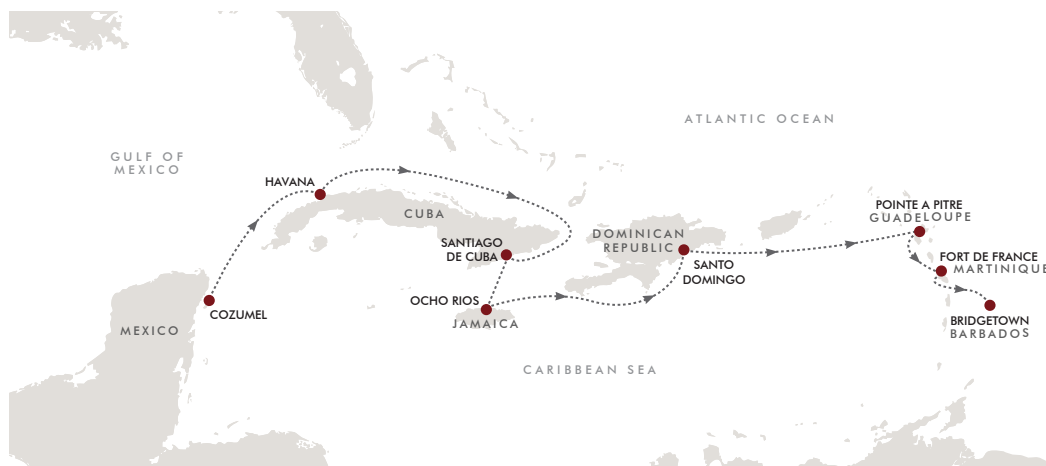 ATLANTIC OCEAN
GULF OF
MEXICO
HAVANA
CUBA
SANTIAGO
DE CUBA
DOMINICAN
REPUBLIC
SANTO
DOMINGO
POINTE A PITRE
GUADELOUPE
FORT DE FRANCE
MARTINIQUE
OCHO RIOS
JAMAICA
COZUMEL
MEXICO
BRIDGETOWN
BARBADOS
CARIBBEAN SEA